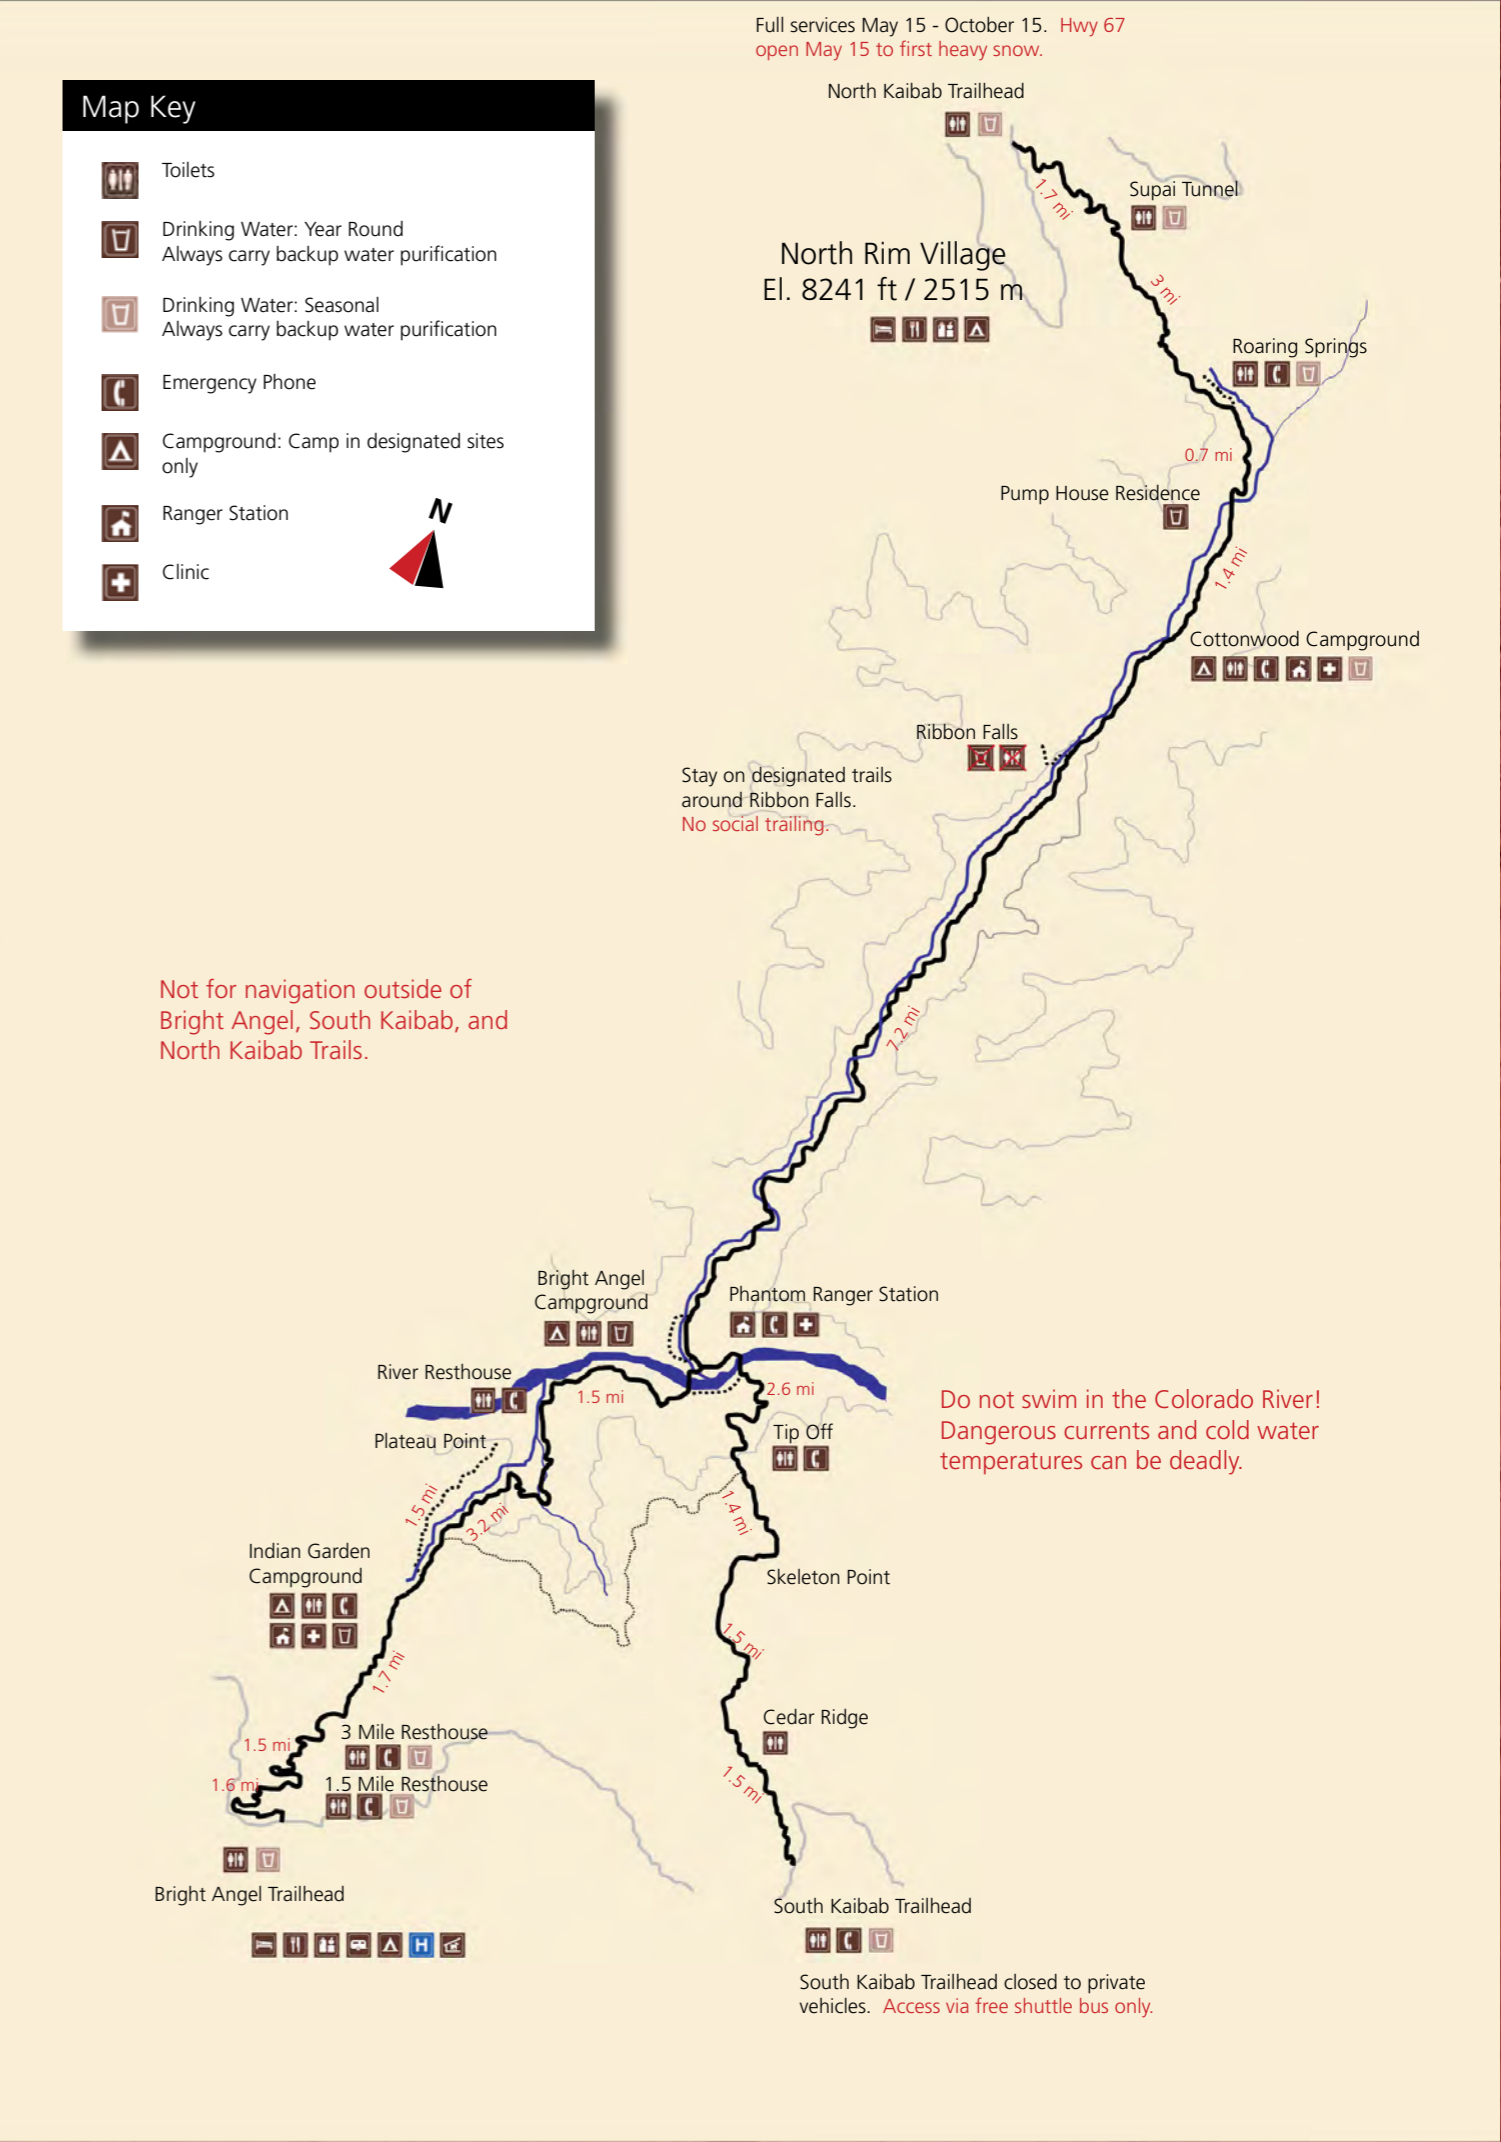 Full services May 15 - October 15. Hwy 67
open May 15 to first heavy snow.
Map Key
Toilets
Drinking Water: Year Round
Always carry backup water purification
Drinking Water: Seasonal
Always carry backup water purification
Emergency Phone
Campground: Camp in designated sites
only
Ranger Station
Clinic
N
North Kaibab Trailhead
1.7 mi
Supai Tunnel
North Rim Village
El. 8241 ft / 2515 m
3 mi
Roaring Springs
0.7 mi
Pump House Residence
1.4 mi
Cottonwood Campground
Ribbon Falls
Stay on designated trails
around Ribbon Falls.
No social trailing.
Not for navigation outside of
Bright Angel, South Kaibab, and
North Kaibab Trails.
7.2 mi
Bright Angel
Campground
Phantom Ranger Station
River Resthouse
1.5 mi
2.6 mi
Do not swim in the Colorado River!
Dangerous currents and cold water
temperatures can be deadly.
Plateau Point
Tip Off
1.5 mi
3.2 mi
1.4 mi
Indian Garden
Campground
Skeleton Point
1.5 mi
1.7 mi
Cedar Ridge
3 Mile Resthouse
1.5 mi
1.6 mi
1.5 Mile Resthouse
1.5 mi
Bright Angel Trailhead
H
South Kaibab Trailhead
South Kaibab Trailhead closed to private
vehicles. Access via free shuttle bus only.